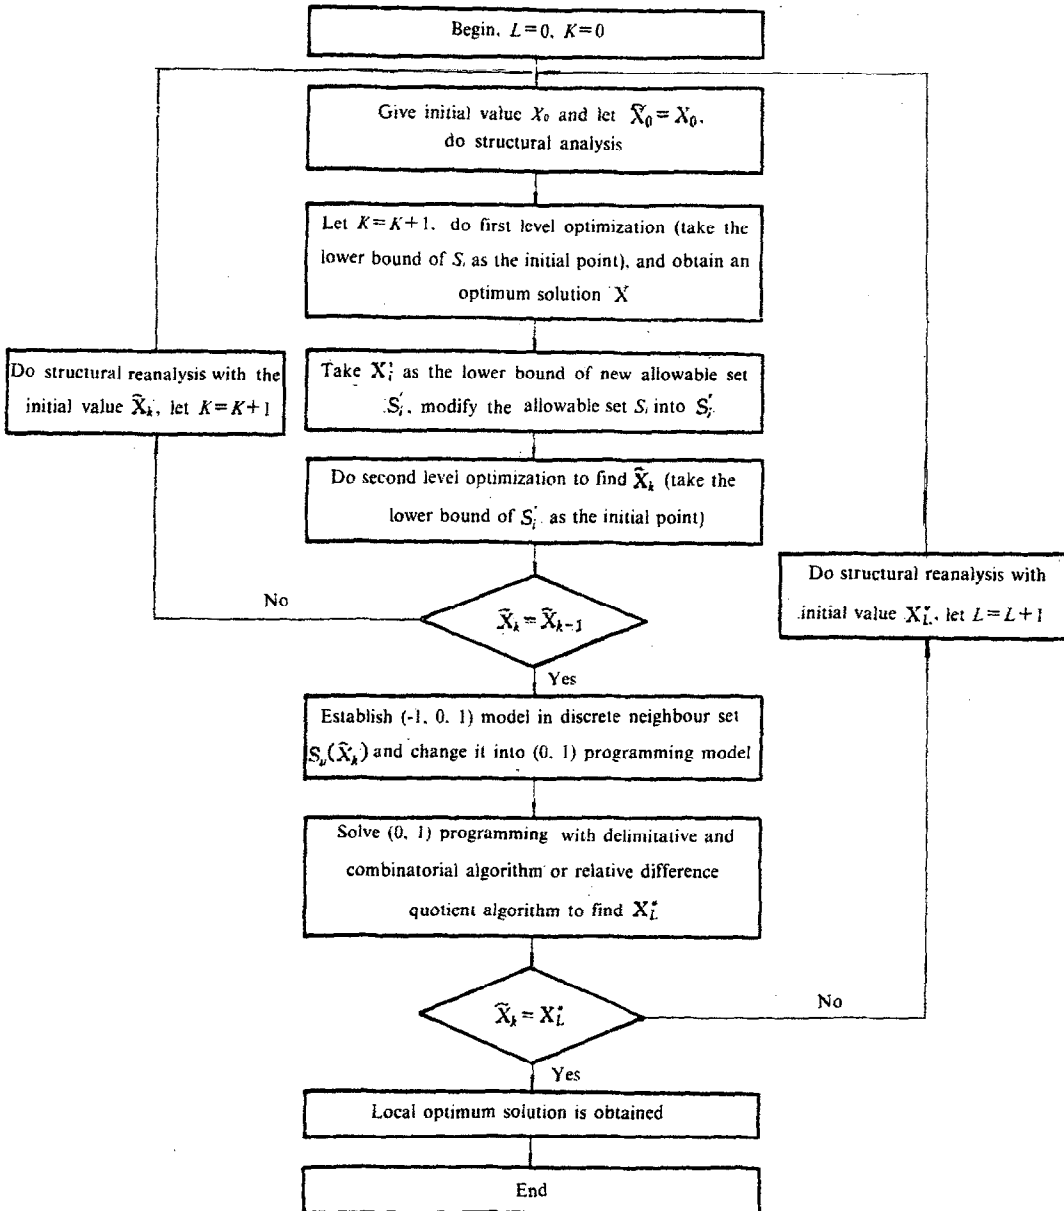 Begin, L=0, K=0
Give initial value X₀ and let X̃₀=X₀,
do structural analysis
Let K=K+1, do first level optimization (take the
lower bound of Sᵢ as the initial point), and obtain an
optimum solution X
Do structural reanalysis with the
initial value X̃ₖ, let K=K+1
Take Xᵢ¹ as the lower bound of new allowable set
Sᵢ′, modify the allowable set Sᵢ into Sᵢ′
Do second level optimization to find X̃ₖ (take the
lower bound of Sᵢ′ as the initial point)
Do structural reanalysis with
initial value X_L*, let L=L+1
No
X̃ₖ=X̃ₖ₋₁
Yes
Establish (-1, 0, 1) model in discrete neighbour set
Sᵤ(X̃ₖ) and change it into (0, 1) programming model
Solve (0, 1) programming with delimitative and
combinatorial algorithm or relative difference
quotient algorithm to find X_L*
X̃ₖ=X_L*
No
Yes
Local optimum solution is obtained
End